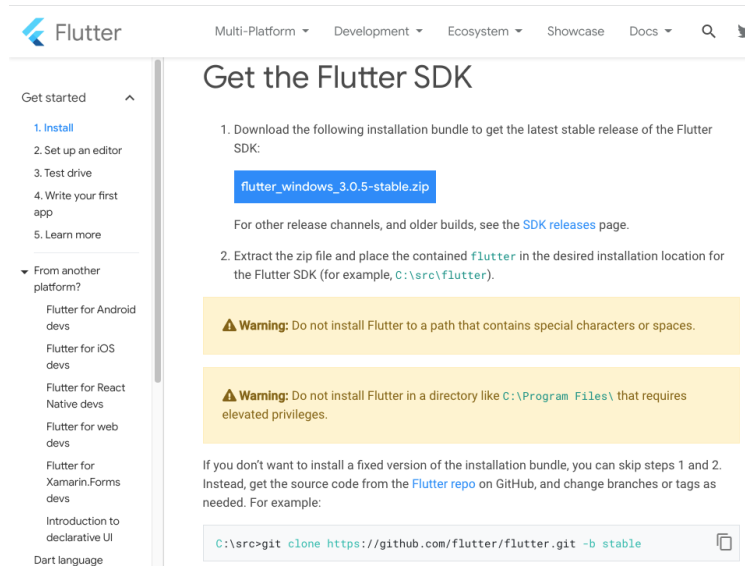 Flutter
Multi-Platform
Development
Ecosystem
Showcase
Docs
Get started
1. Install
2. Set up an editor
3. Test drive
4. Write your first
app
5. Learn more
From another
platform?
Flutter for Android
devs
Flutter for iOS
devs
Flutter for React
Native devs
Flutter for web
devs
Flutter for
Xamarin.Forms
devs
Introduction to
declarative UI
Dart language
Get the Flutter SDK
1. Download the following installation bundle to get the latest stable release of the Flutter
SDK:
flutter_windows_3.0.5-stable.zip
For other release channels, and older builds, see the SDK releases page.
2. Extract the zip file and place the contained flutter in the desired installation location for
the Flutter SDK (for example, C:\src\flutter).
Warning: Do not install Flutter to a path that contains special characters or spaces.
Warning: Do not install Flutter in a directory like C:\Program Files\ that requires
elevated privileges.
If you don't want to install a fixed version of the installation bundle, you can skip steps 1 and 2.
Instead, get the source code from the Flutter repo on GitHub, and change branches or tags as
needed. For example:
C:\src>git clone https://github.com/flutter/flutter.git -b stable